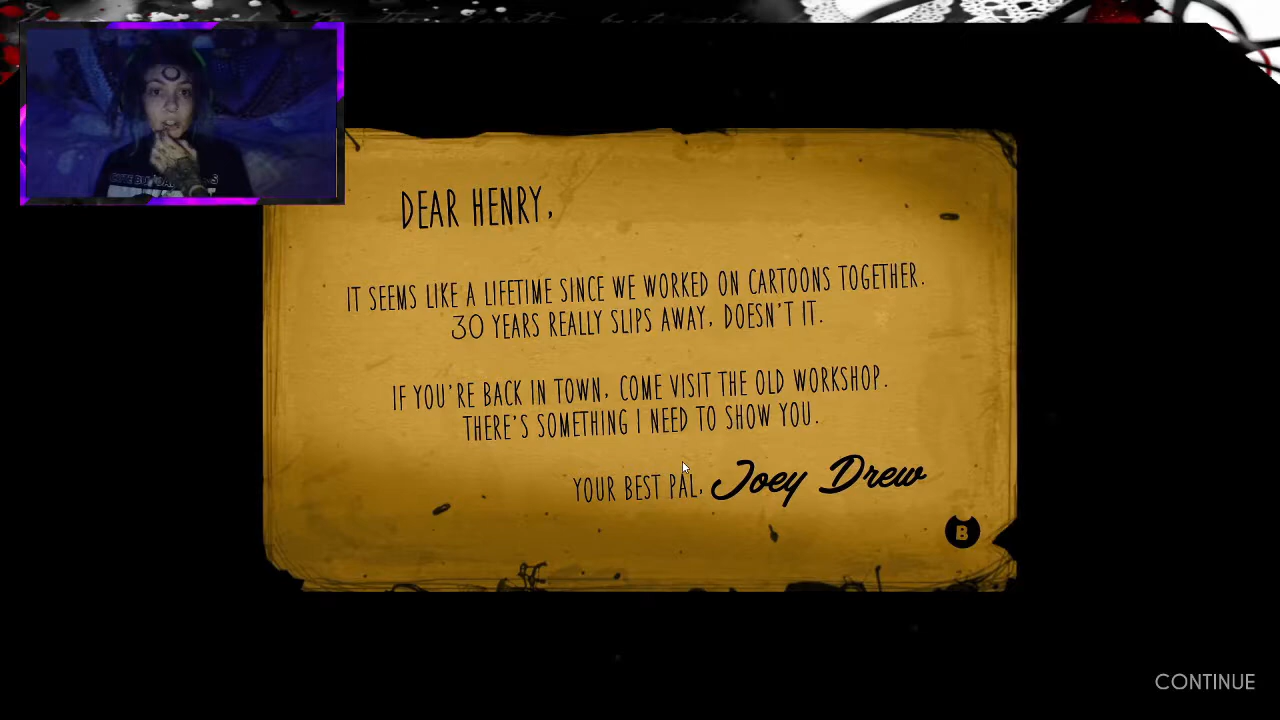 DEAR HENRY,
IT SEEMS LIKE A LIFETIME SINCE WE WORKED ON CARTOONS TOGETHER.
30 YEARS REALLY SLIPS AWAY, DOESN'T IT.
IF YOU'RE BACK IN TOWN, COME VISIT THE OLD WORKSHOP.
THERE'S SOMETHING I NEED TO SHOW YOU.
YOUR BEST PAL, Joey Drew
B
CONTINUE